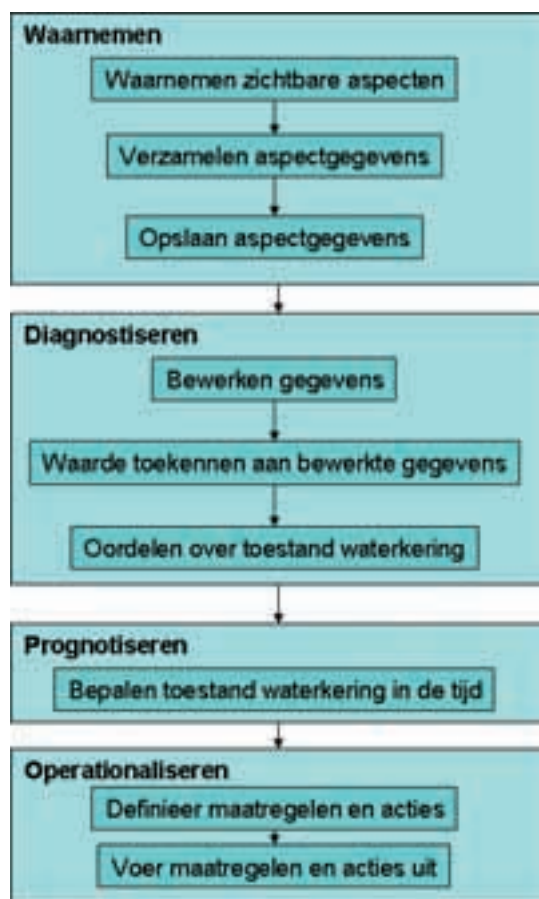 Waarnemen
Waarnemen zichtbare aspecten
Verzamelen aspectgegevens
Opslaan aspectgegevens
Diagnostiseren
Bewerken gegevens
Waarde toekennen aan bewerkte gegevens
Oordelen over toestand waterkering
Prognotiseren
Bepalen toestand waterkering in de tijd
Operationaliseren
Definieer maatregelen en acties
Voer maatregelen en acties uit